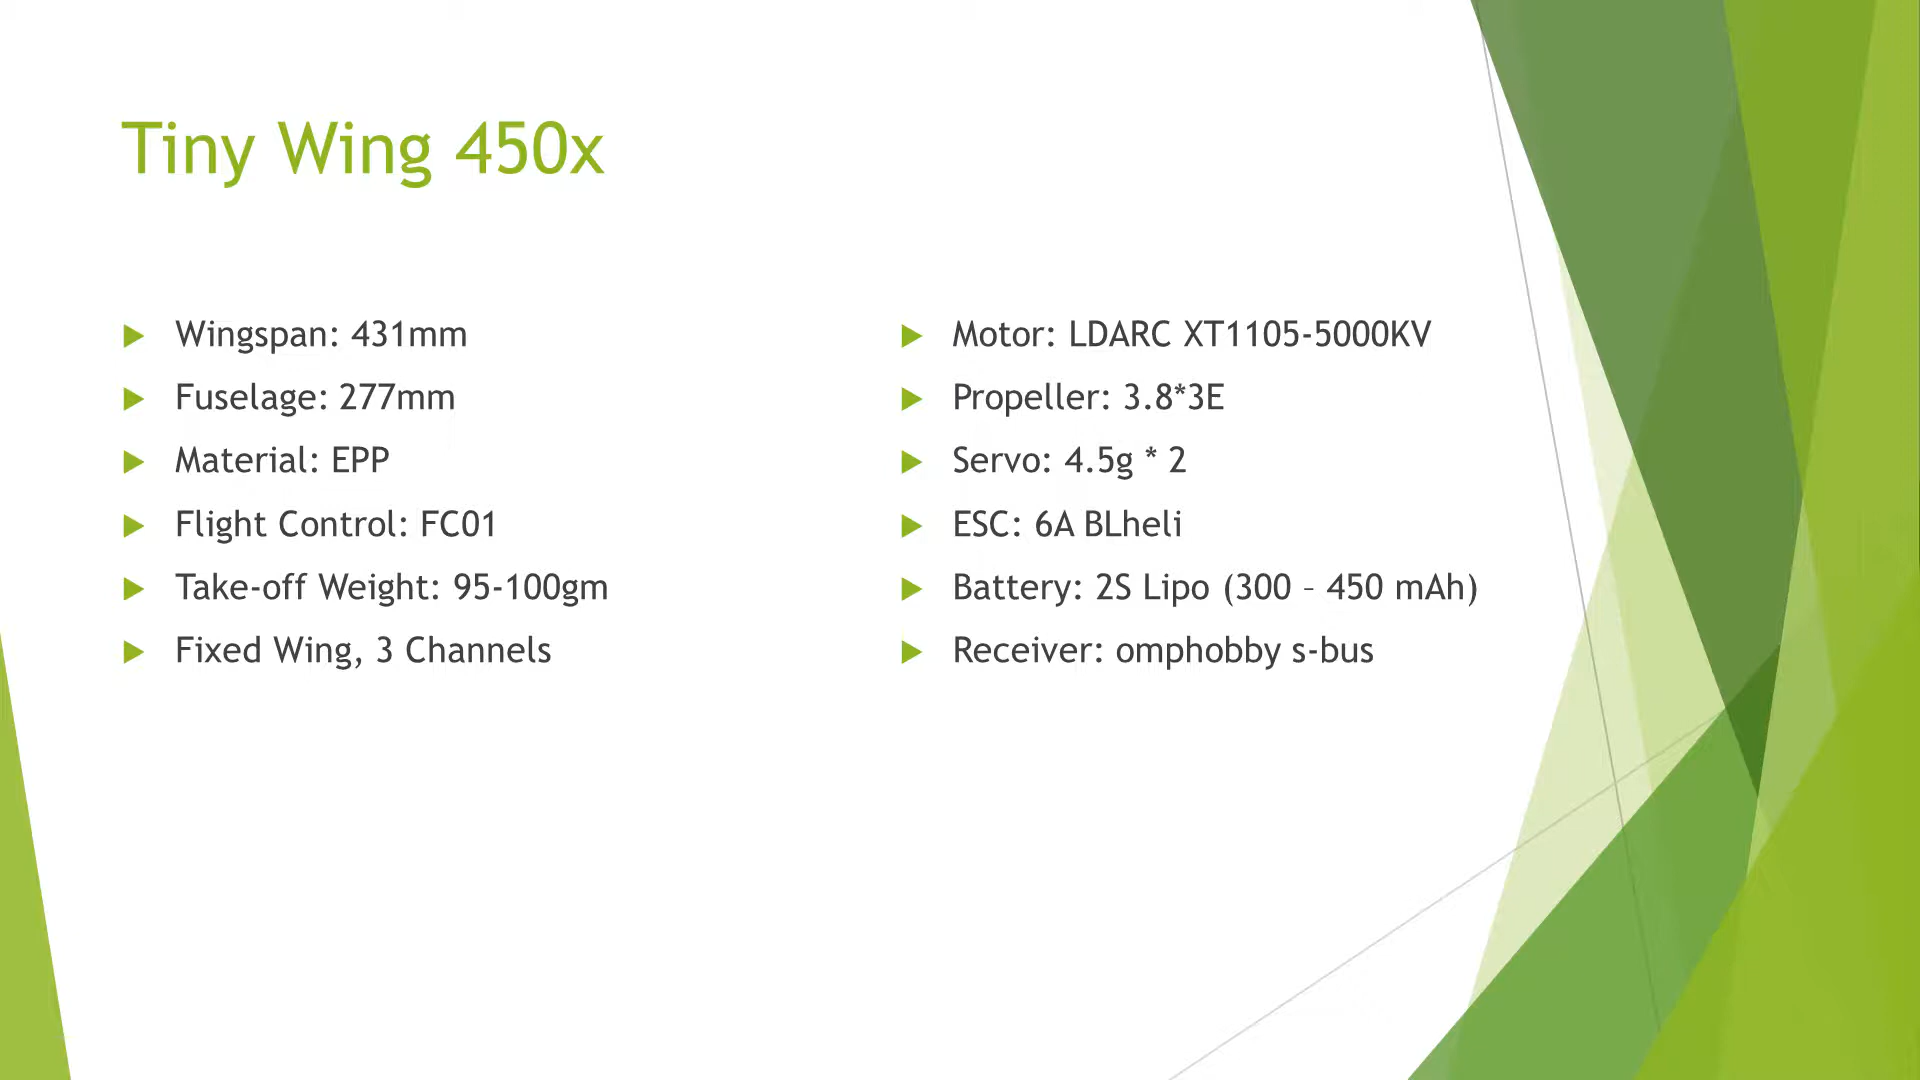 Tiny Wing 450x
Wingspan: 431mm
Fuselage: 277mm
Material: EPP
Flight Control: FC01
Take-off Weight: 95-100gm
Fixed Wing, 3 Channels
Motor: LDARC XT1105-5000KV
Propeller: 3.8*3E
Servo: 4.5g * 2
ESC: 6A BLheli
Battery: 2S Lipo (300 – 450 mAh)
Receiver: omphobby s-bus